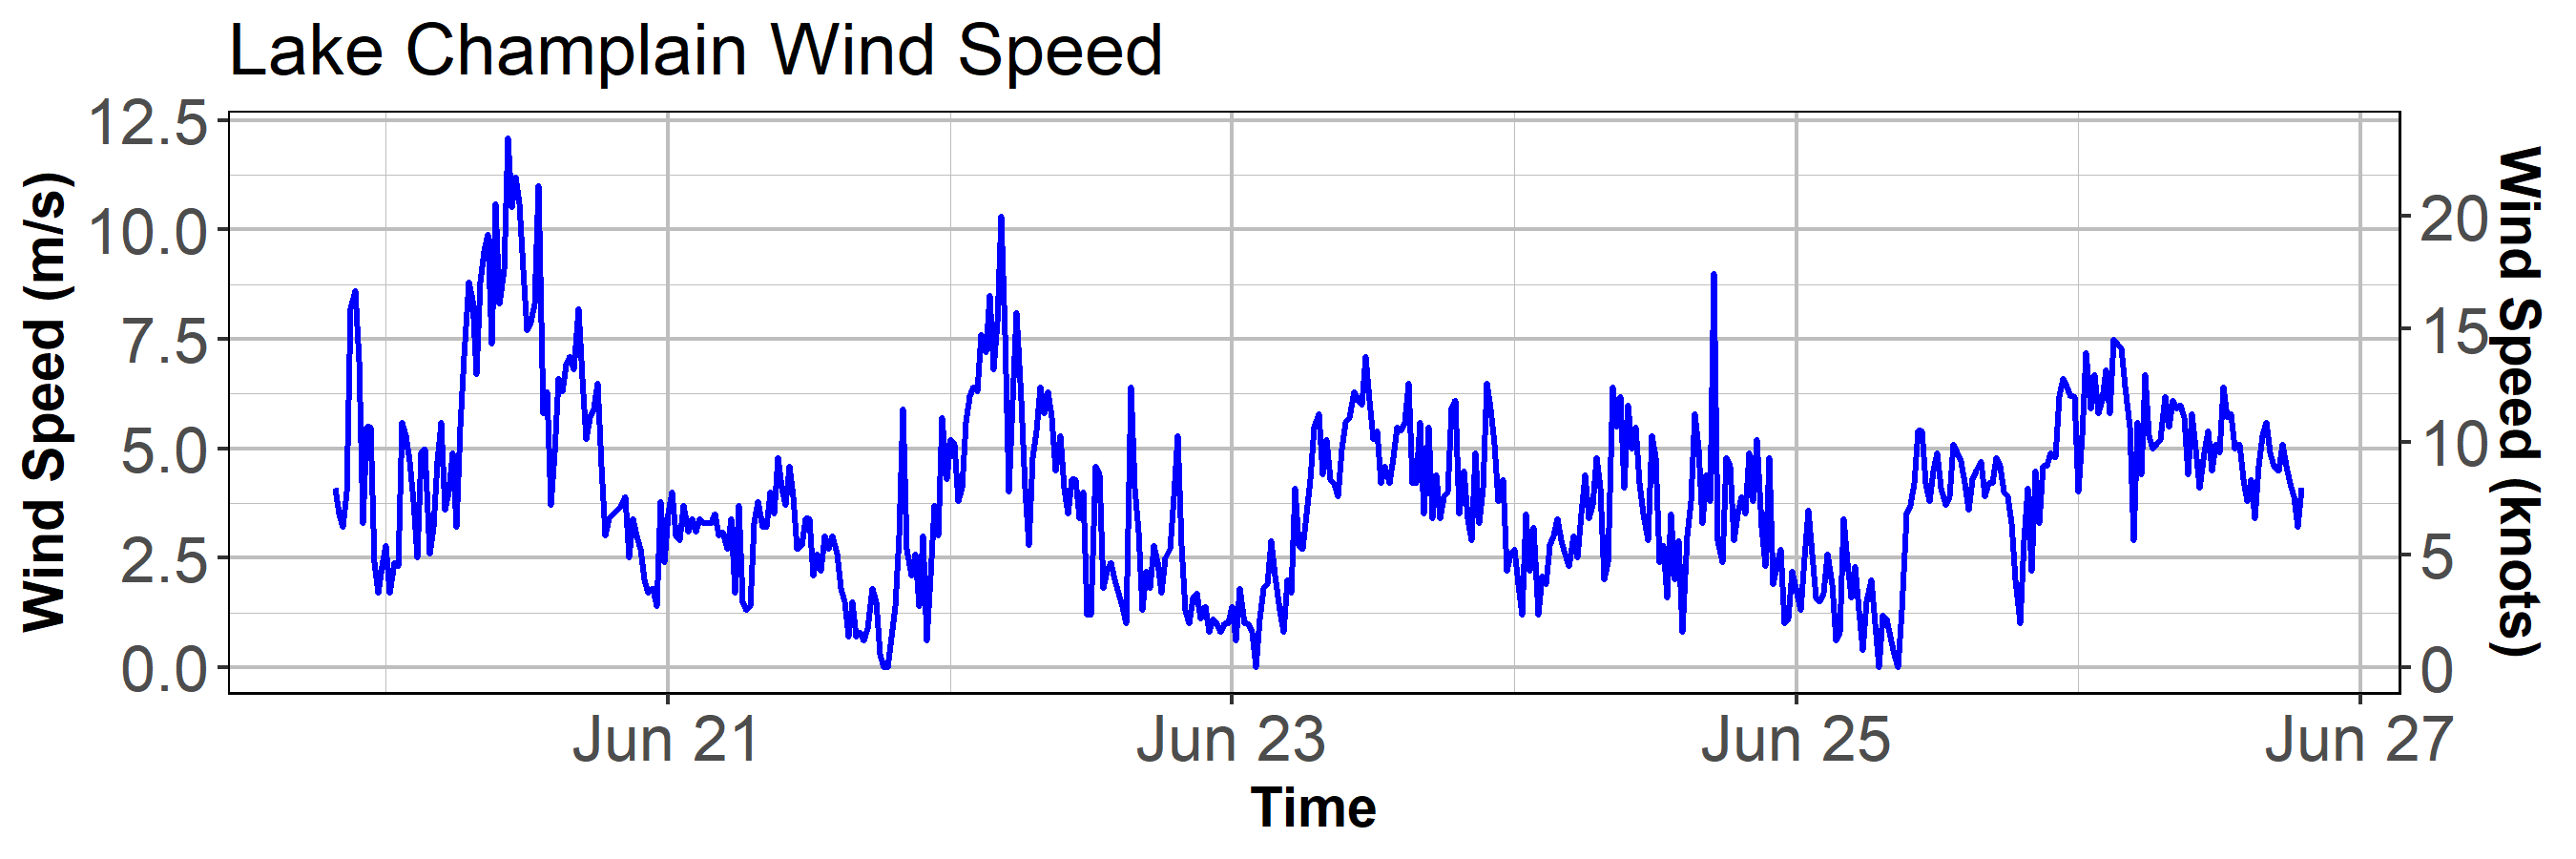 Lake Champlain Wind Speed
Wind Speed (m/s)
12.5
10.0
7.5
5.0
2.5
0.0
20
15
10
5
0
Wind Speed (knots)
Jun 21
Jun 23
Jun 25
Jun 27
Time